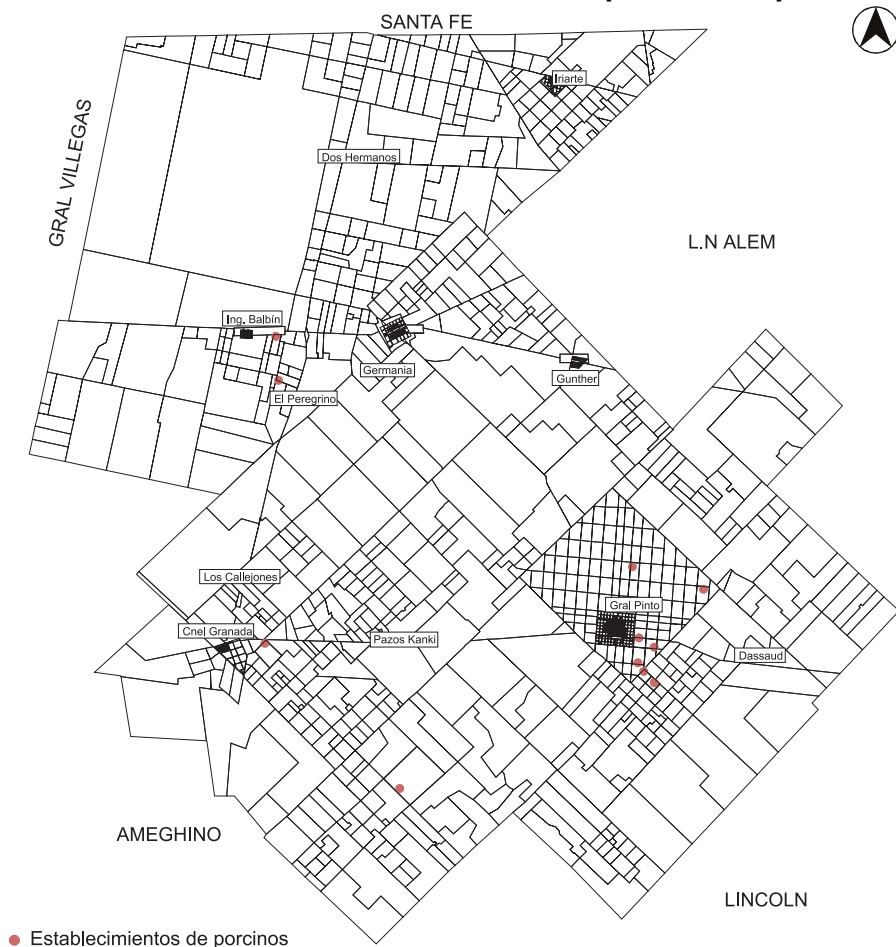 SANTA FE
Iriarte
Dos Hermanos
GRAL VILLEGAS
L.N ALEM
Ing. Balbín
Germania
Gunther
El Peregrino
Los Callejones
Gral Pinto
Cnel Granada
Pazos Kanki
Dassaud
AMEGHINO
LINCOLN
Establecimientos de porcinos